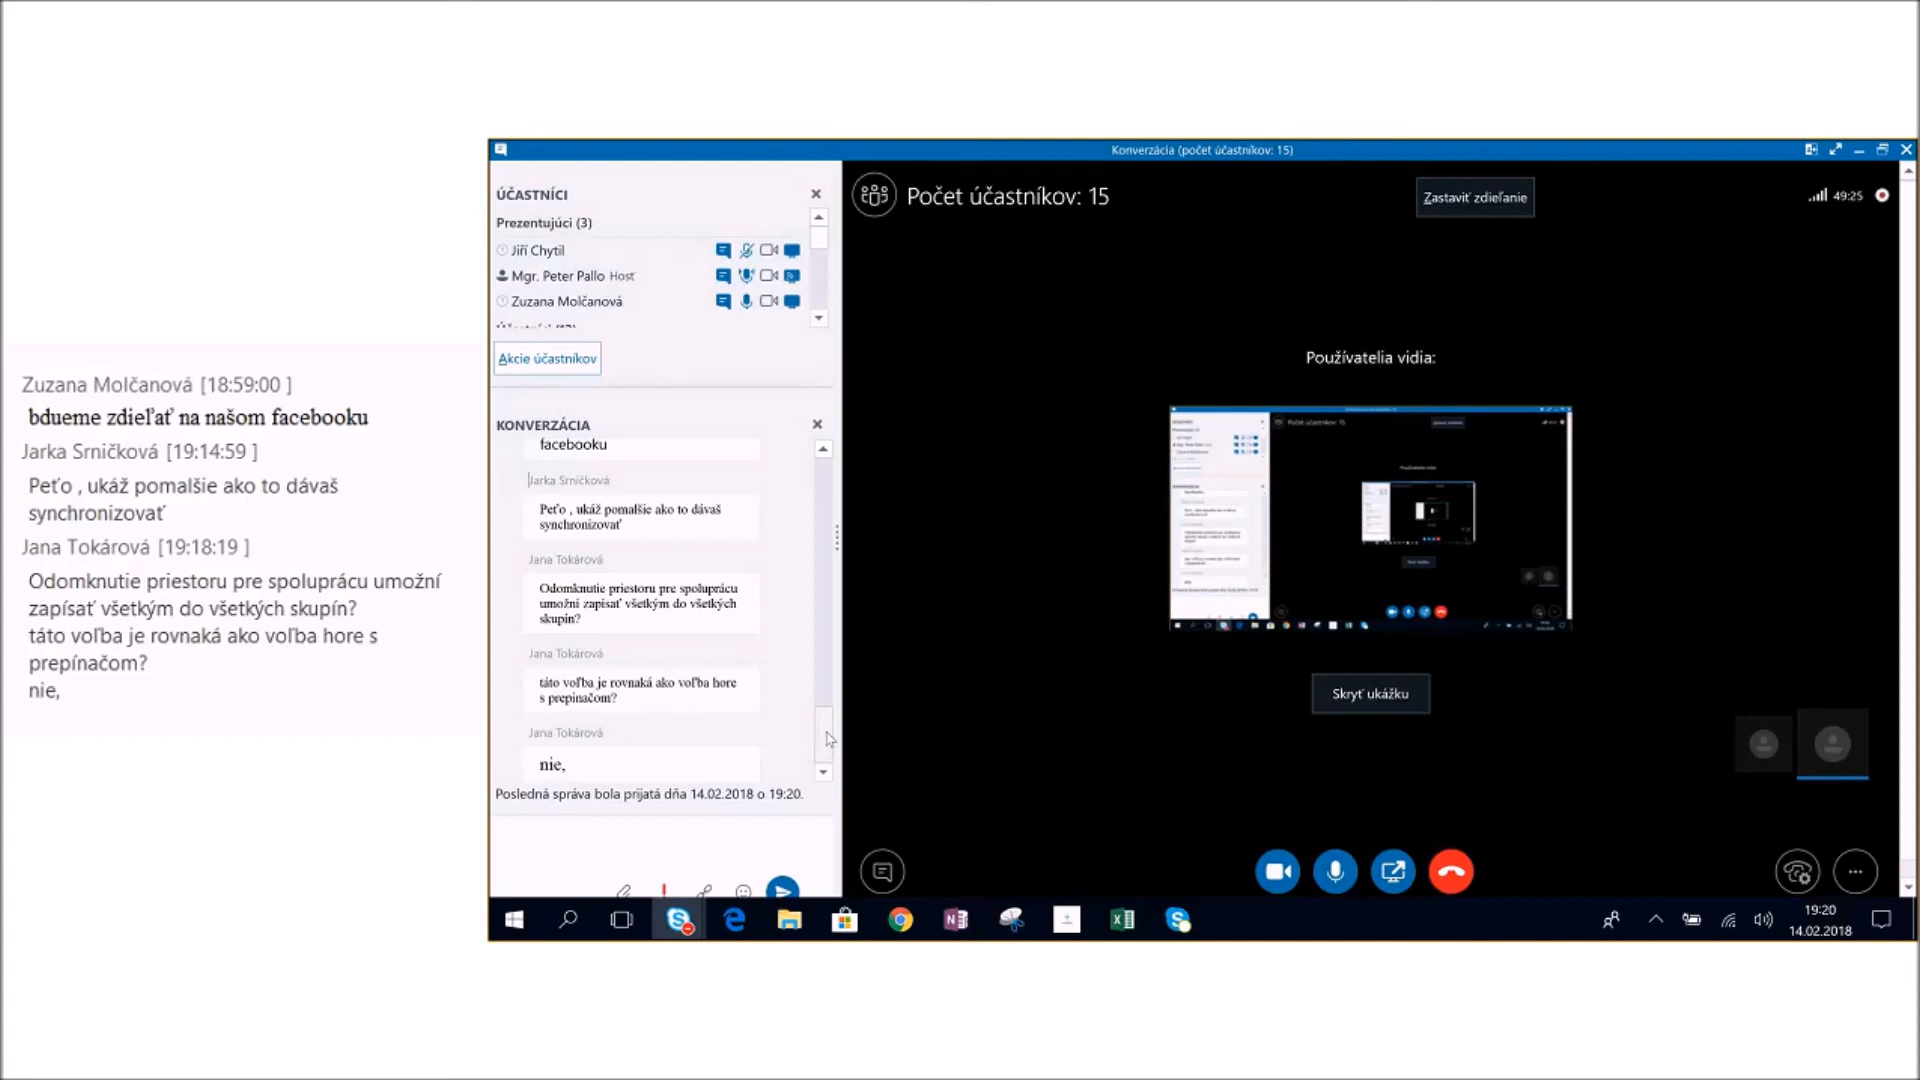 Zuzana Molčanová [18:59:00 ]
bdueme zdieľať na našom facebooku
Jarka Srničková [19:14:59 ]
Peťo , ukáž pomalšie ako to dávaš
synchronizovať
Jana Tokárová [19:18:19 ]
Odomknutie priestoru pre spoluprácu umožní
zapísať všetkým do všetkých skupín?
táto voľba je rovnaká ako voľba hore s
prepínačom?
nie,
Konverzácia (počet účastníkov: 15)
ÚČASTNÍCI
Prezentujúci (3)
Jiří Chytil
Mgr. Peter Pallo Hosť
Zuzana Molčanová
Akcie účastníkov
KONVERZÁCIA
facebooku
Jarka Srničková
Peťo , ukáž pomalšie ako to dávaš
synchronizovať
Jana Tokárová
Odomknutie priestoru pre spoluprácu
umožní zapísať všetkým do všetkých
skupín?
Jana Tokárová
táto voľba je rovnaká ako voľba hore
s prepínačom?
Jana Tokárová
nie,
Posledná správa bola prijatá dňa 14.02.2018 o 19:20.
Počet účastníkov: 15
Zastaviť zdieľanie
49:25
Používatelia vidia:
Skryť ukážku
19:20
14.02.2018